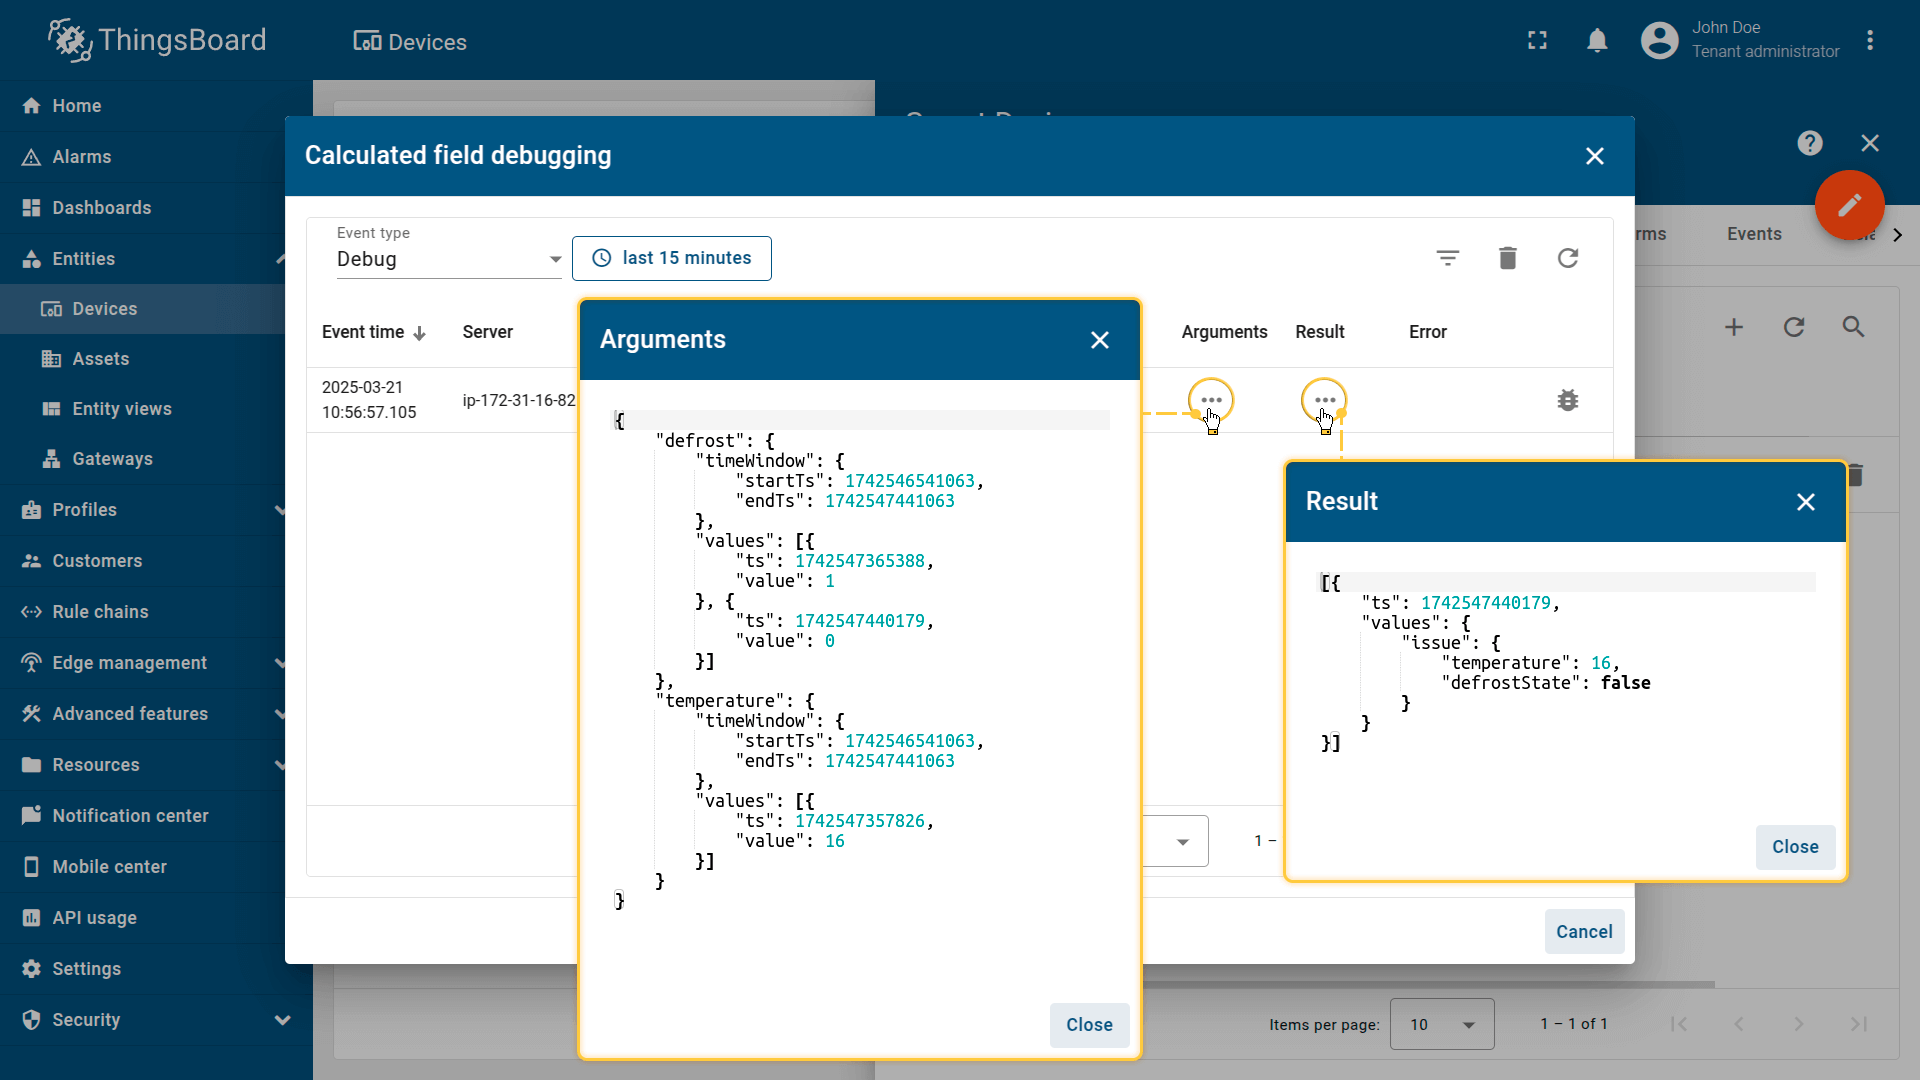 ThingsBoard
Devices
John Doe
Tenant administrator
Home
Alarms
Dashboards
Entities
Devices
Assets
Entity views
Gateways
Profiles
Customers
Rule chains
Edge management
Advanced features
Resources
Notification center
Mobile center
API usage
Settings
Security
Calculated field debugging
Event type
Debug
last 15 minutes
Event time
Server
Arguments
Result
Error
2025-03-21
10:56:57.105
ip-172-31-16-82
Arguments
{
"defrost": {
"timeWindow": {
"startTs": 1742546541063,
"endTs": 1742547441063
},
"values": [{
"ts": 1742547365388,
"value": 1
}, {
"ts": 1742547440179,
"value": 0
}]
},
"temperature": {
"timeWindow": {
"startTs": 1742546541063,
"endTs": 1742547441063
},
"values": [{
"ts": 1742547357826,
"value": 16
}]
}
}
Close
Result
[{
"ts": 1742547440179,
"values": {
"issue": {
"temperature": 16,
"defrostState": false
}
}
}]
Close
1 –
Cancel
Events
Items per page:
10
1 – 1 of 1